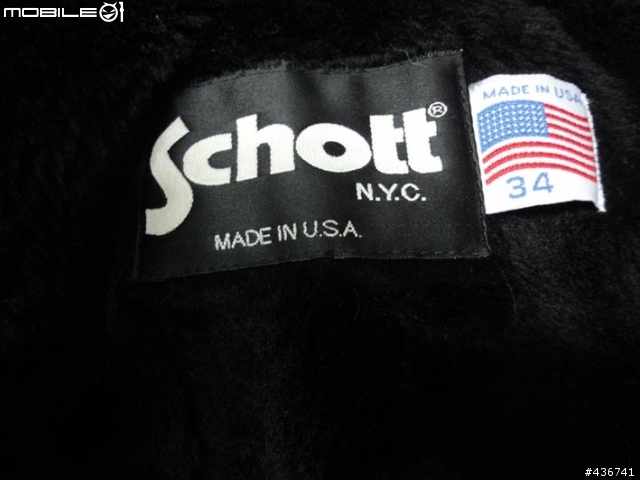 MOBILE01
Schott®
N.Y.C.
MADE IN U.S.A.
MADE IN USA
34
#436741